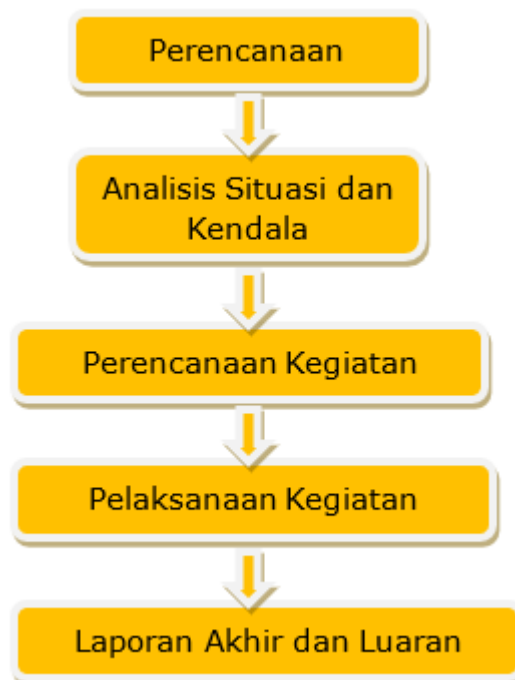 Perencanaan
Analisis Situasi dan
Kendala
Perencanaan Kegiatan
Pelaksanaan Kegiatan
Laporan Akhir dan Luaran